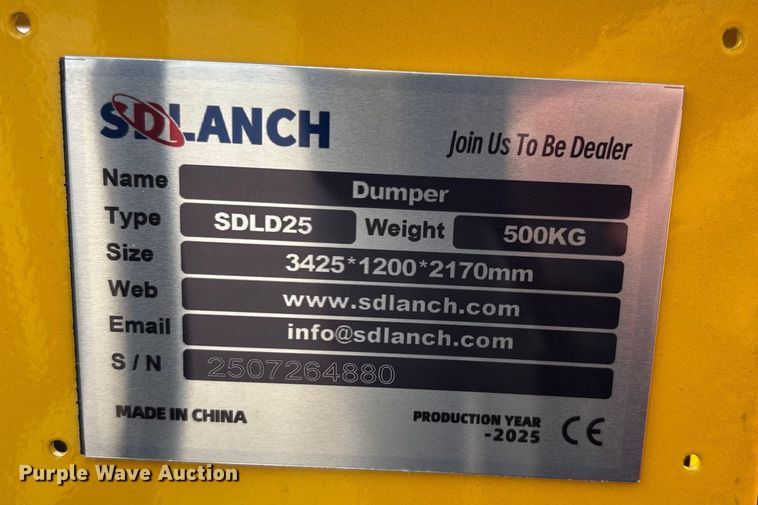 SDLANCH
Join Us To Be Dealer
Name Dumper
Type SDLD25 Weight 500KG
Size 3425*1200*2170mm
Web www.sdlanch.com
Email info@sdlanch.com
S / N 2507264880
MADE IN CHINA
PRODUCTION YEAR
-2025
CE
Purple Wave Auction